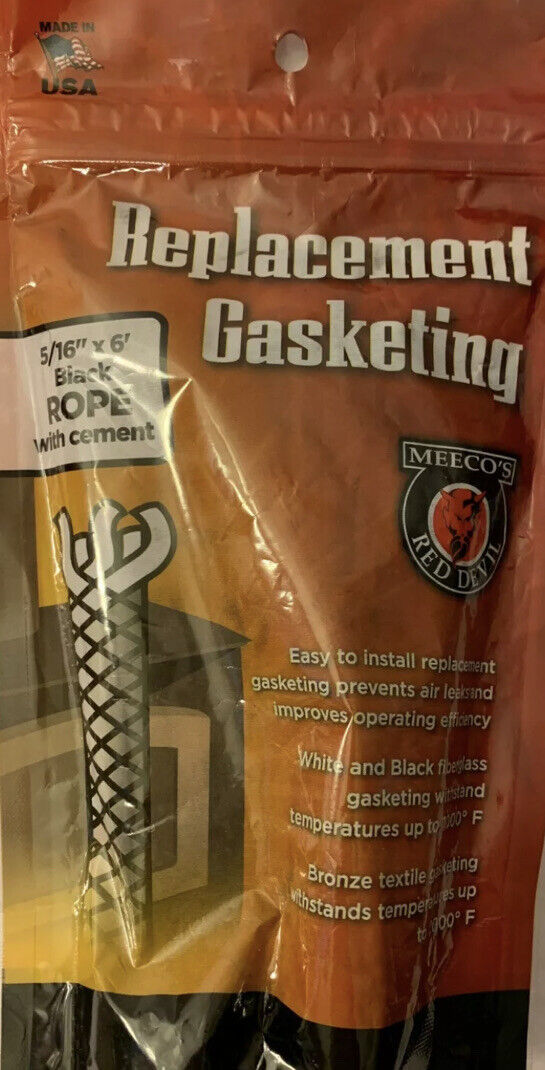 MADE IN
USA
Replacement
Gasketing
5/16" x 6'
Black
ROPE
with cement
MEECO'S
RED DEVIL
Easy to install replacement
gasketing prevents air leaks and
improves operating efficiency
White and Black fiberglass
gasketing withstand
temperatures up to F
Bronze textile gasketing
withstands temperatures up
to F